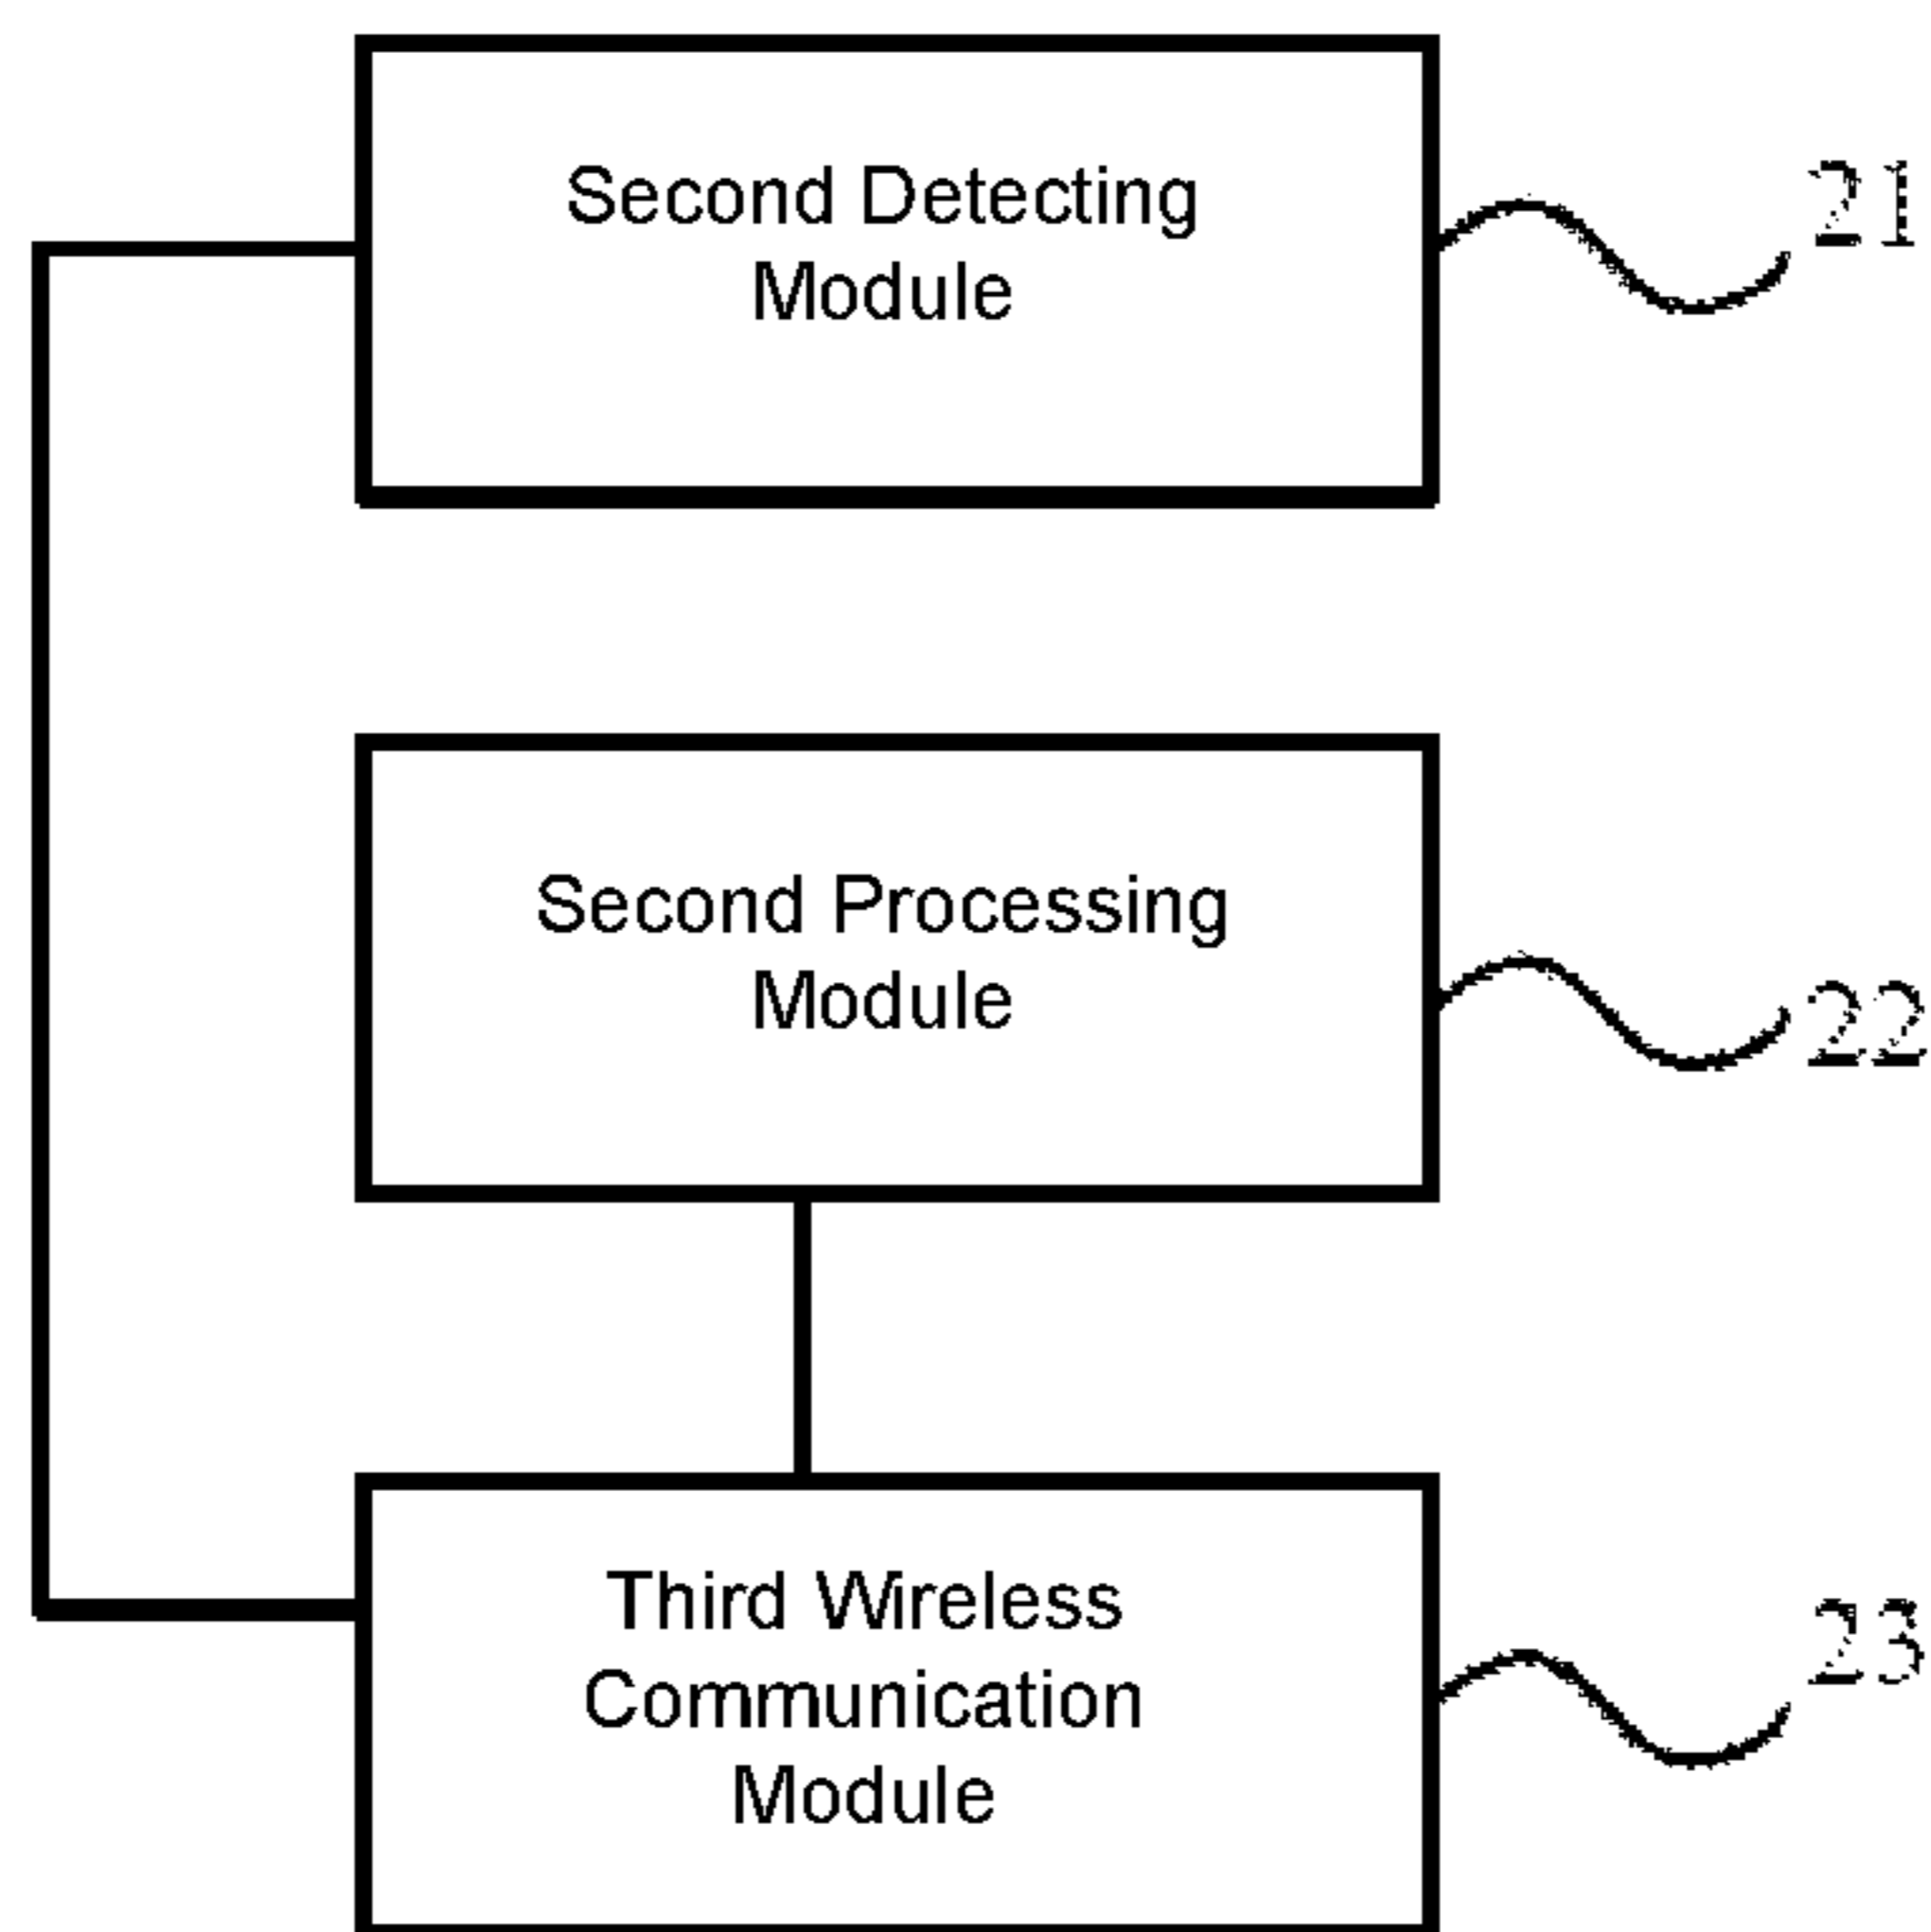 Second Detecting
Module
21
Second Processing
Module
22
Third Wireless
Communication
Module
23